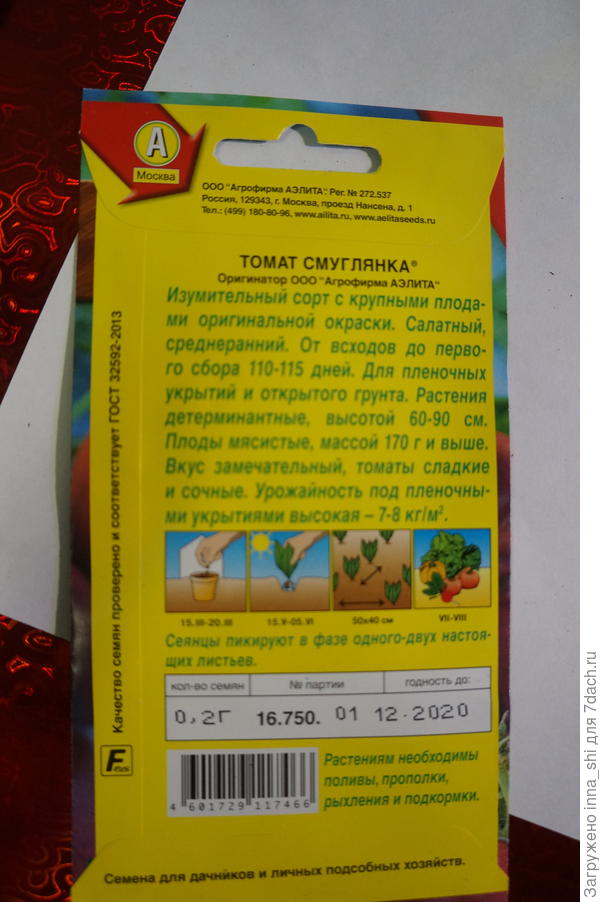 А
Москва
ООО "Агрофирма АЭЛИТА". Рег. № 272.537
Россия, 129343, г. Москва, проезд Нансена, д. 1
Тел.: (499) 180-80-96, www.ailita.ru, www.aelitaseeds.ru
ТОМАТ СМУГЛЯНКА®
Оригинатор ООО "Агрофирма АЭЛИТА"
Изумительный сорт с крупными плода-
ми оригинальной окраски. Салатный,
среднеранний. От всходов до перво-
го сбора 110-115 дней. Для пленочных
укрытий и открытого грунта. Растения
детерминантные, высотой 60-90 см.
Плоды мясистые, массой 170 г и выше.
Вкус замечательный, томаты сладкие
и сочные. Урожайность под пленочны-
ми укрытиями высокая – 7-8 кг/м².
15.III-20.III 15.V-05.VI 50х40 см VII-VIII
Сеянцы пикируют в фазе одного-двух настоя-
щих листьев.
кол-во семян № партии годность до:
0,2Г 16.750. 01 12.2020
Растениям необходимы
поливы, прополки,
рыхления и подкормки.
4 601729 117466
Семена для дачников и личных подсобных хозяйств.
Качество семян проверено и соответствует ГОСТ 32592-2013
Загружено inna_shi для 7dach.ru